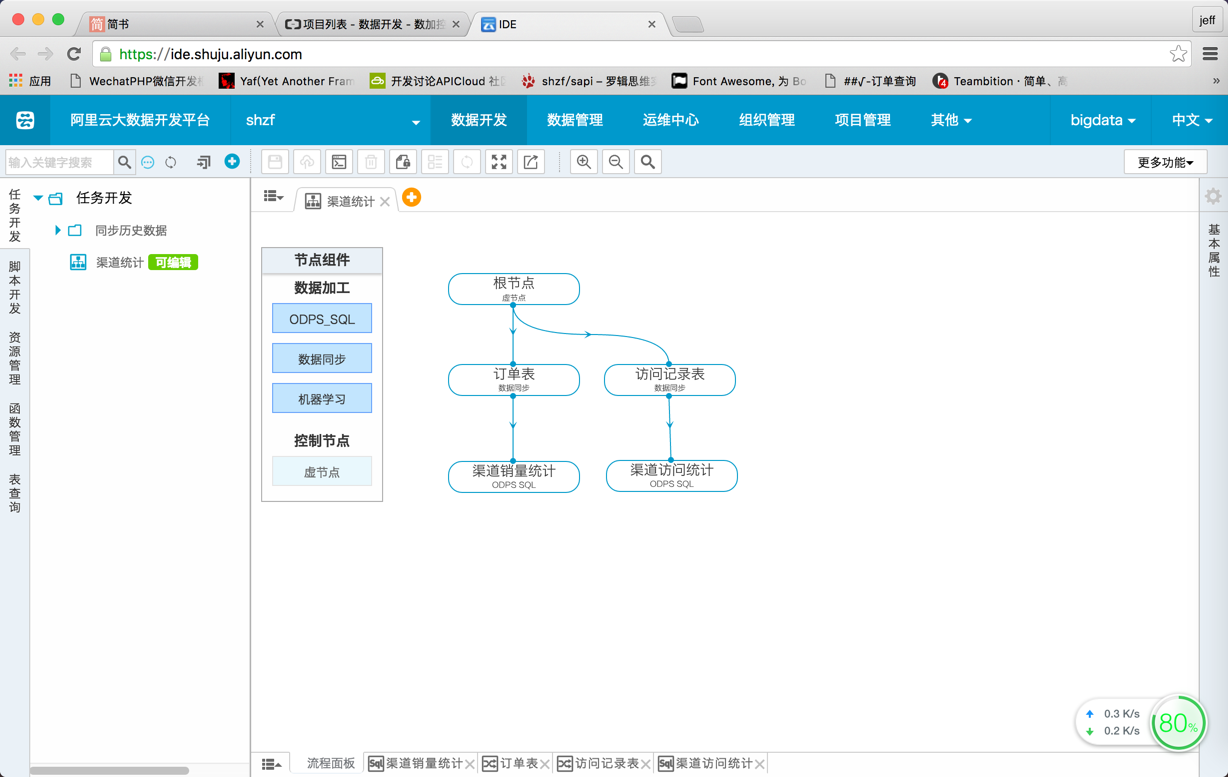 简书
项目列表 - 数据开发 - 数加控
IDE
jeff
https://ide.shuju.aliyun.com
应用
WechatPHP微信开发
Yaf(Yet Another Fram
开发讨论APICloud 社
shzf/sapi – 罗辑思维
Font Awesome, 为 Bo
##√-订单查询
Teambition · 简单、高
»
阿里云大数据开发平台
shzf
数据开发
数据管理
运维中心
组织管理
项目管理
其他
bigdata
中文
输入关键字搜索
更多功能
任务开发
脚本开发
资源管理
函数管理
表查询
任务开发
同步历史数据
渠道统计 可编辑
渠道统计
节点组件
数据加工
ODPS_SQL
数据同步
机器学习
控制节点
虚节点
根节点
虚节点
订单表
数据同步
访问记录表
数据同步
渠道销量统计
ODPS SQL
渠道访问统计
ODPS SQL
基本属性
0.3 K/s
0.2 K/s
80%
流程面板
Sql 渠道销量统计
订单表
访问记录表
Sql 渠道访问统计